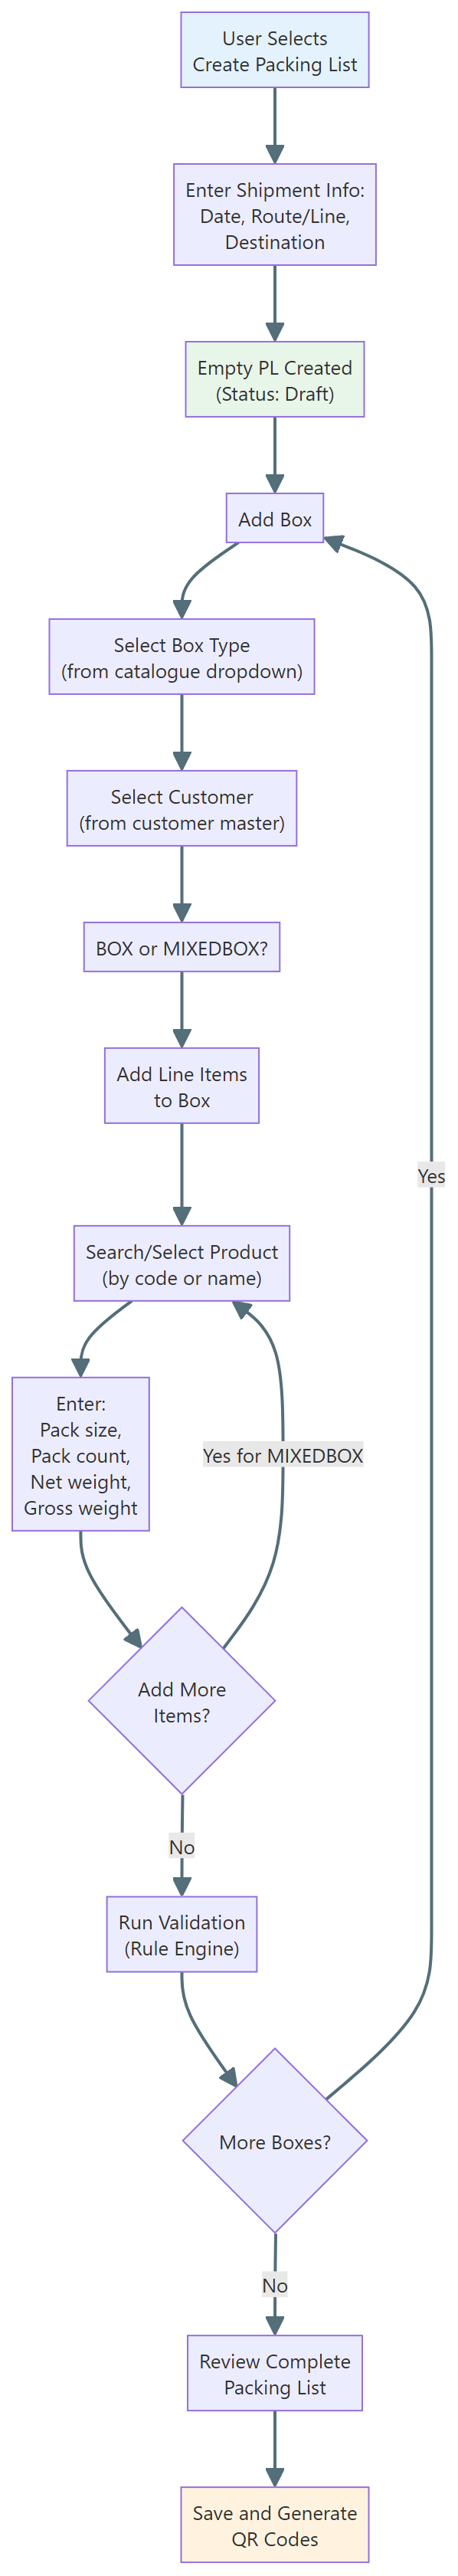 User Selects
Create Packing List
Enter Shipment Info:
Date, Route/Line,
Destination
Empty PL Created
(Status: Draft)
Add Box
Select Box Type
(from catalogue dropdown)
Select Customer
(from customer master)
BOX or MIXEDBOX?
Add Line Items
to Box
Yes
Search/Select Product
(by code or name)
Enter:
Pack size,
Pack count,
Net weight,
Gross weight
Yes for MIXEDBOX
Add More
Items?
No
Run Validation
(Rule Engine)
More Boxes?
No
Review Complete
Packing List
Save and Generate
QR Codes